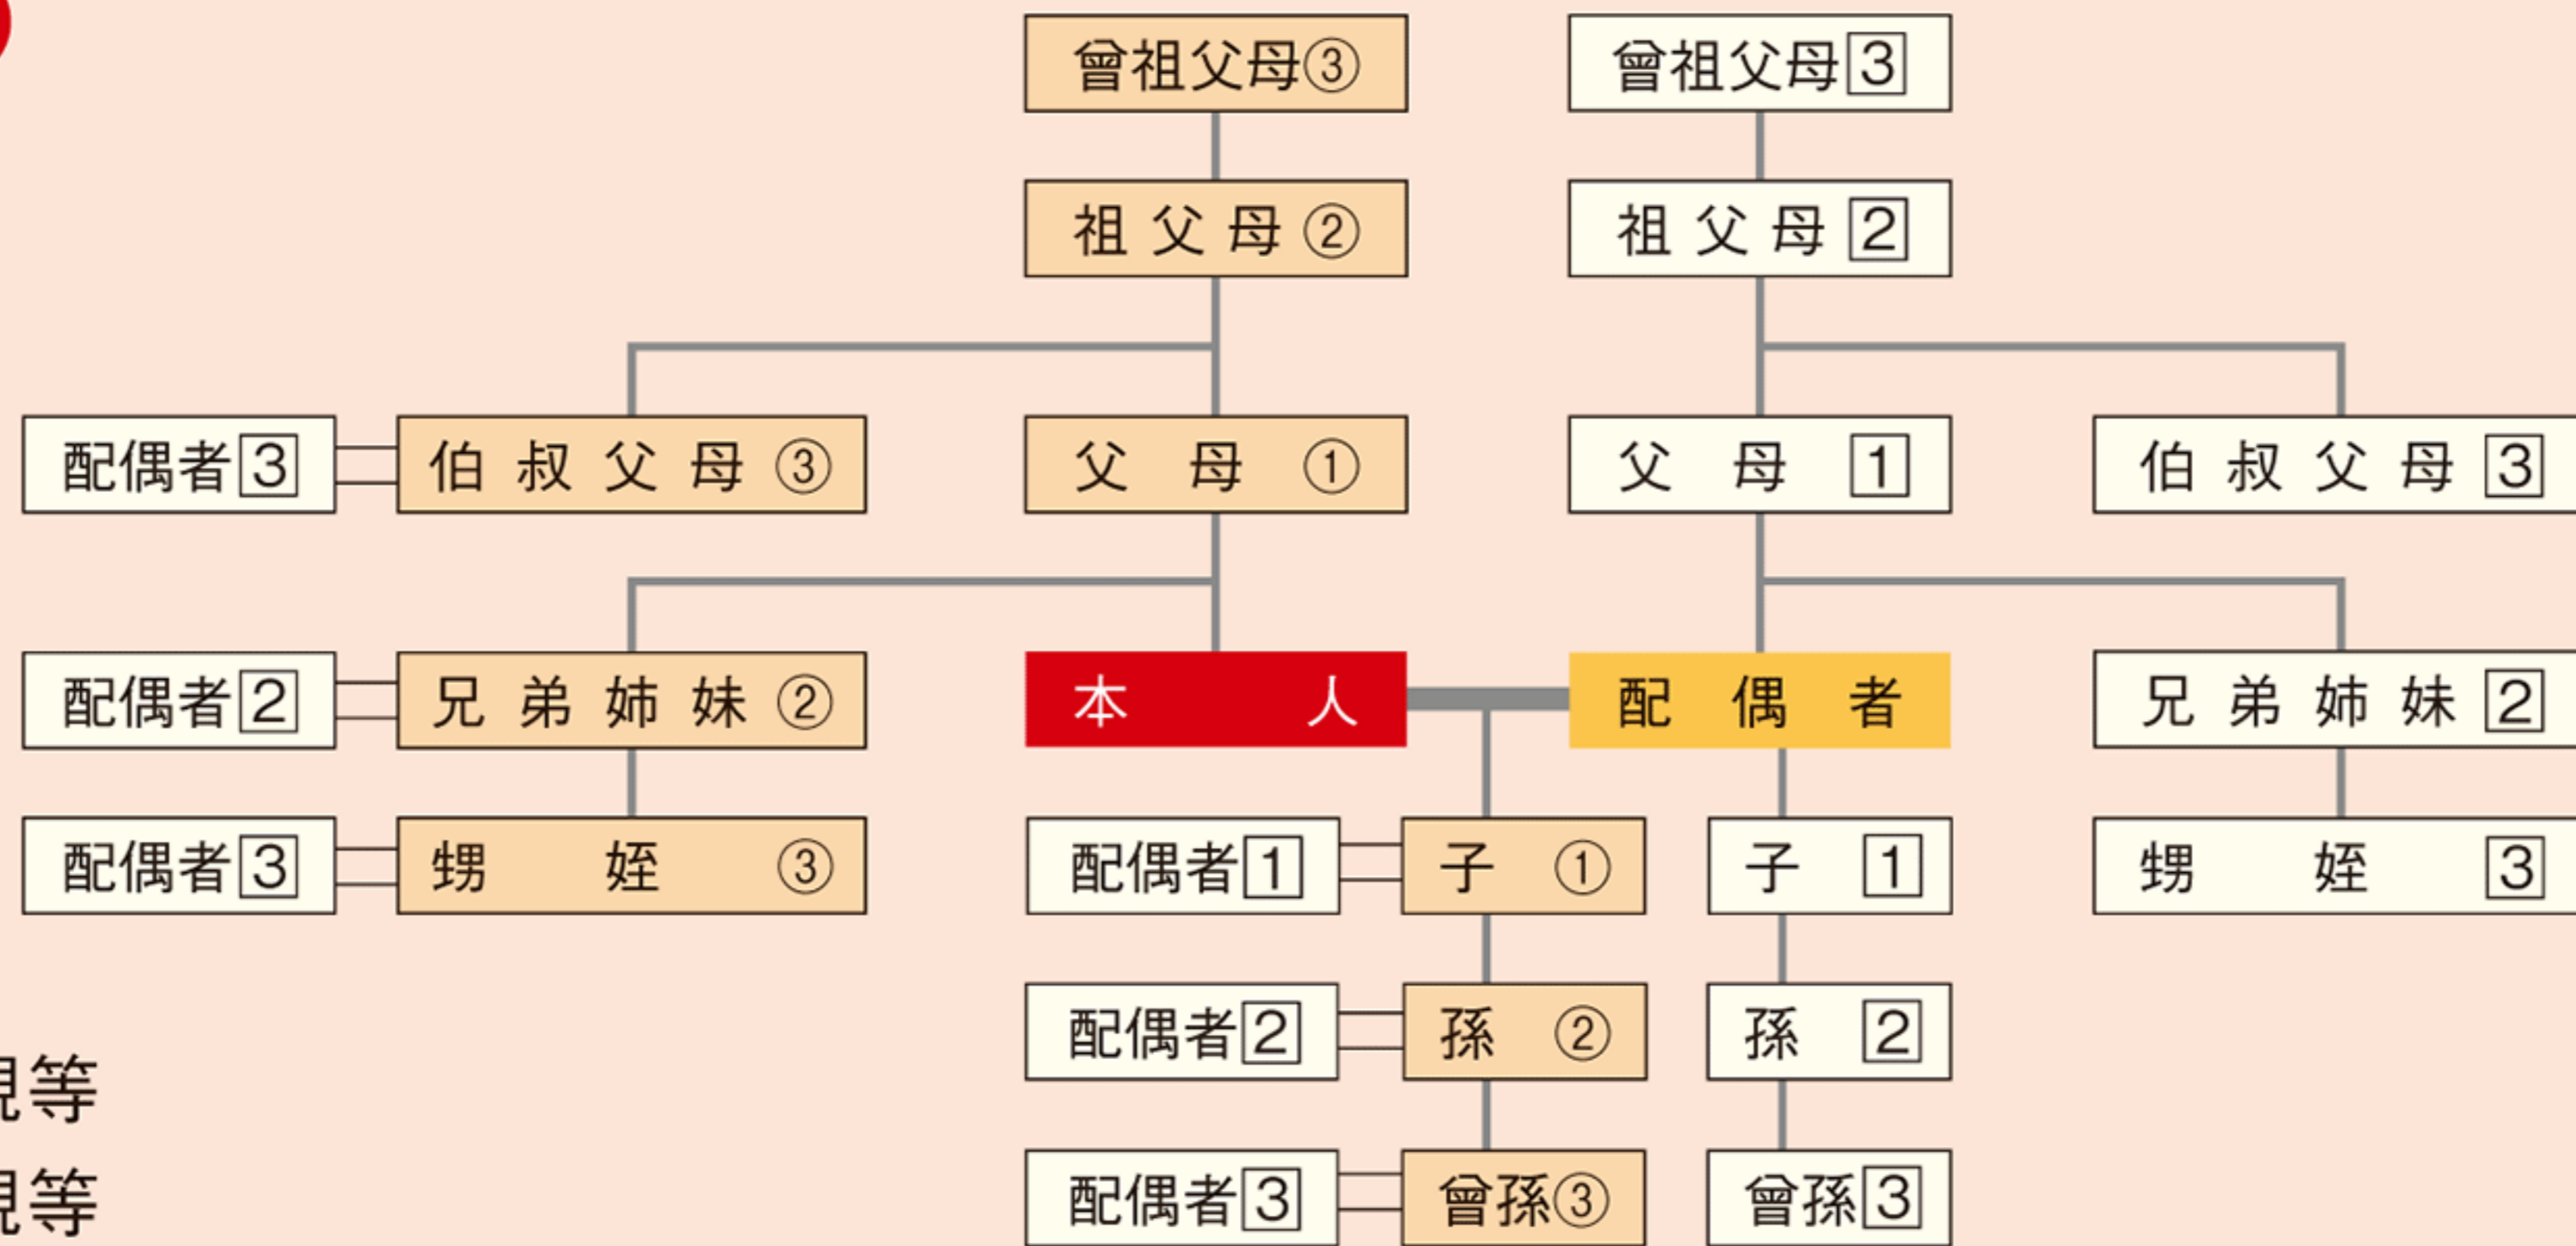 曾祖父母③ 曾祖父母3
祖父母② 祖父母2
配偶者3 伯叔父母③ 父母① 父母1 伯叔父母3
配偶者2 兄弟姉妹② 本人 配偶者 兄弟姉妹2
配偶者3 甥姪③ 配偶者1 子① 子1 甥姪3
配偶者2 孫② 孫2
等
配偶者3 曾孫③ 曾孫3
等